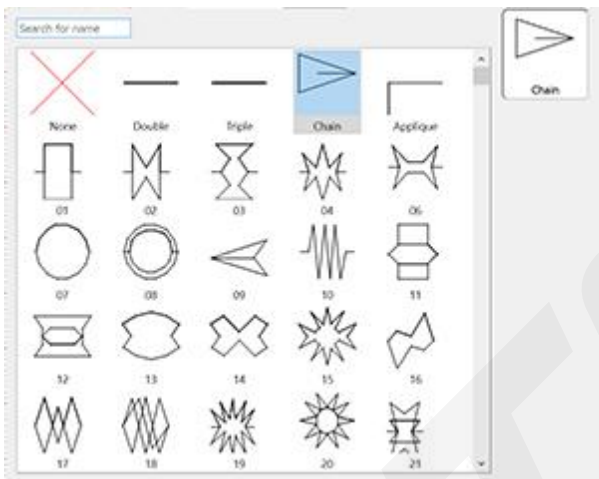 Search for name
None Double Triple Chain Applique
Chain
01 02 03 04 06
07 08 09 10 11
12 13 14 15 16
17 18 19 20 21